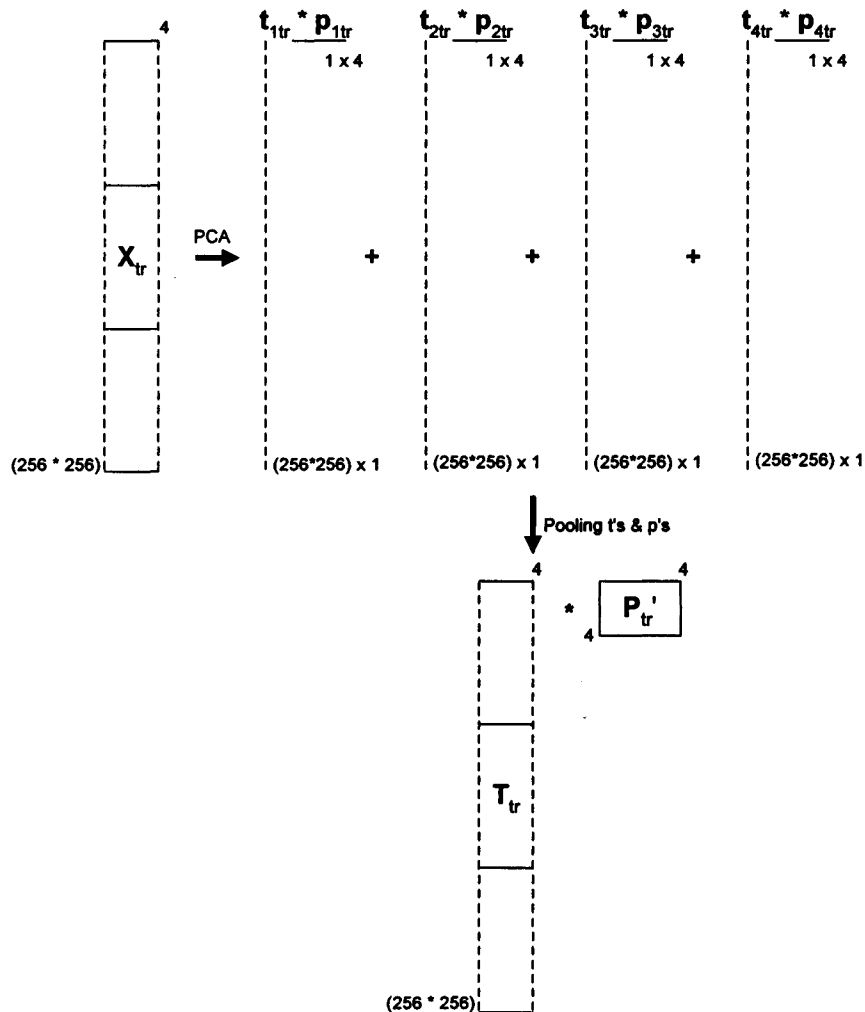 4
t1tr * p1tr t2tr * p2tr t3tr * p3tr t4tr * p4tr
1 x 4 1 x 4 1 x 4 1 x 4
Xtr
PCA
+ + +
(256 * 256)
(256*256) x 1 (256*256) x 1 (256*256) x 1 (256*256) x 1
Pooling t's & p's
4 4
* Ptr'
4
Ttr
(256 * 256)